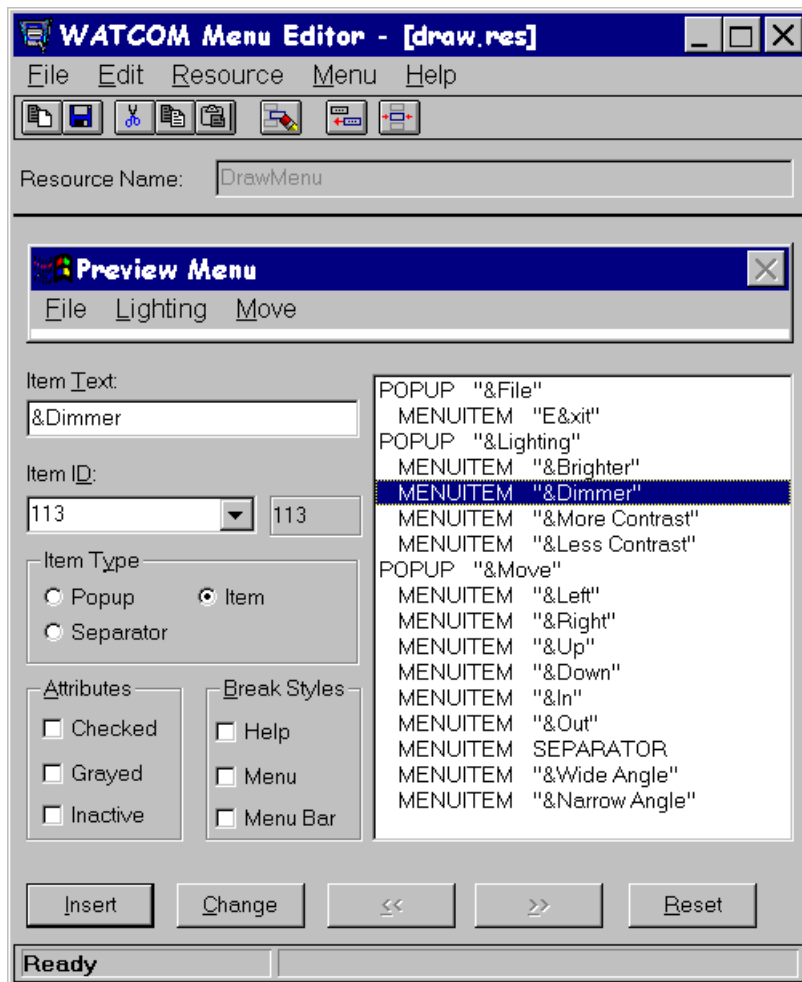 WATCOM Menu Editor - [draw.res]
File Edit Resource Menu Help
Resource Name: DrawMenu
Preview Menu
File Lighting Move
Item Text:
&Dimmer
Item ID:
113 113
Item Type
Popup Item
Separator
Attributes
Checked
Grayed
Inactive
Break Styles
Help
Menu
Menu Bar
POPUP "&File"
MENUITEM "E&xit"
POPUP "&Lighting"
MENUITEM "&Brighter"
MENUITEM "&Dimmer"
MENUITEM "&More Contrast"
MENUITEM "&Less Contrast"
POPUP "&Move"
MENUITEM "&Left"
MENUITEM "&Right"
MENUITEM "&Up"
MENUITEM "&Down"
MENUITEM "&In"
MENUITEM "&Out"
MENUITEM SEPARATOR
MENUITEM "&Wide Angle"
MENUITEM "&Narrow Angle"
Insert Change << >> Reset
Ready